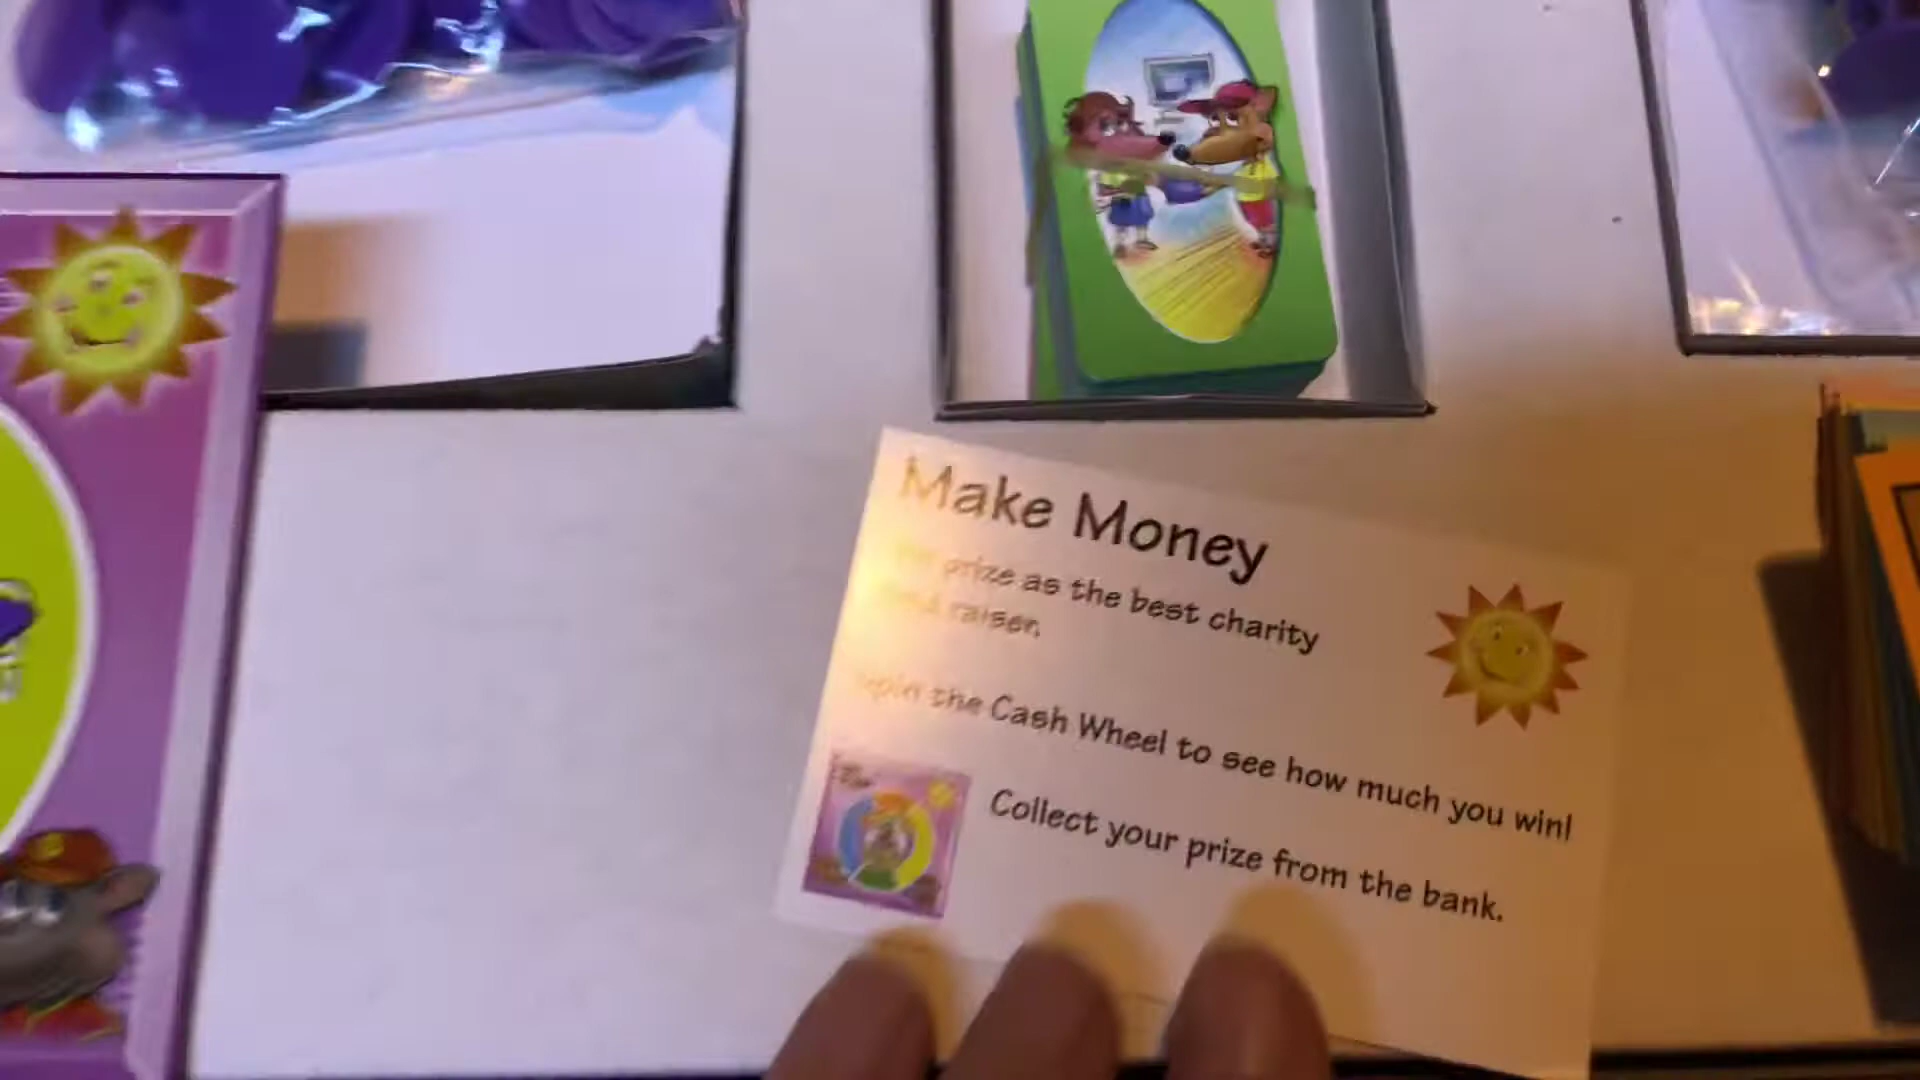 Make Money
prize as the best charity
raiser.
Spin the Cash Wheel to see how much you win!
Collect your prize from the bank.